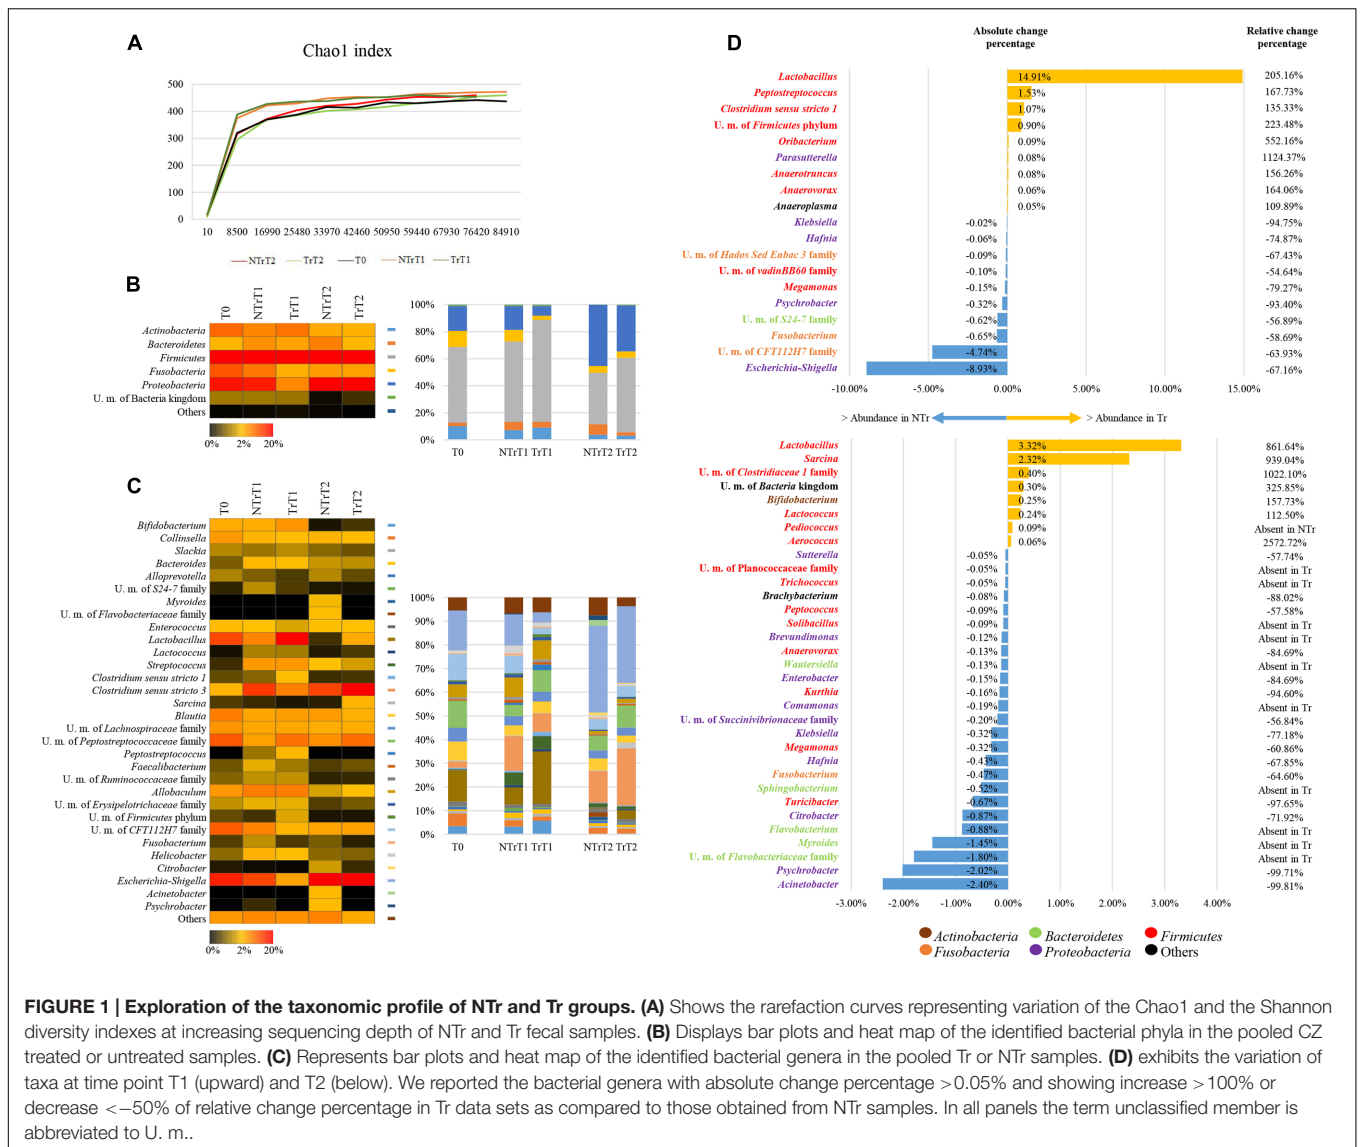 A
Chao1 index
500
400
300
200
100
0
10 8500 16990 25480 33970 42460 50950 59440 67930 76420 84910
NTrT2 TrT2 T0 NTrT1 TrT1
B
T0 NTrT1 TrT1 NTrT2 TrT2
Actinobacteria
Bacteroidetes
Firmicutes
Fusobacteria
Proteobacteria
U. m. of Bacteria kingdom
Others
0% 2% 20%
100%
80%
60%
40%
20%
0%
T0 NTrT1 TrT1 NTrT2 TrT2
C
T0 NTrT1 TrT1 NTrT2 TrT2
Bifidobacterium
Collinsella
Slackia
Bacteroides
Alloprevotella
U. m. of S24-7 family
Myroides
U. m. of Flavobacteriaceae family
Enterococcus
Lactobacillus
Lactococcus
Streptococcus
Clostridium sensu stricto 1
Clostridium sensu stricto 3
Sarcina
Blautia
U. m. of Lachnospiraceae family
U. m. of Peptostreptococcaceae family
Peptostreptococcus
Faecalibacterium
U. m. of Ruminococcaceae family
Allobaculum
U. m. of Erysipelotrichaceae family
U. m. of Firmicutes phylum
U. m. of CFT112H7 family
Fusobacterium
Helicobacter
Citrobacter
Escherichia-Shigella
Acinetobacter
Psychrobacter
Others
0% 2% 20%
100%
90%
80%
70%
60%
50%
40%
30%
20%
10%
0%
T0 NTrT1 TrT1 NTrT2 TrT2
D
Absolute change percentage
Relative change percentage
Lactobacillus 14.91% 205.16%
Peptostreptococcus 1.53% 167.73%
Clostridium sensu stricto 1 1.07% 135.33%
U. m. of Firmicutes phylum 0.90% 223.48%
Oribacterium 0.09% 552.16%
Parasutterella 0.08% 1124.37%
Anaerotruncus 0.08% 156.26%
Anaerovorax 0.06% 164.06%
Anaeroplasma 0.05% 109.89%
Klebsiella -0.02% -94.75%
Hafnia -0.06% -74.87%
U. m. of Hados Sed Eubac 3 family -0.09% -67.43%
U. m. of vadinBB60 family -0.10% -54.64%
Megamonas -0.15% -79.27%
Psychrobacter -0.32% -93.40%
U. m. of S24-7 family -0.62% -56.89%
Fusobacterium -0.65% -58.69%
U. m. of CFT112H7 family -4.74% -63.93%
Escherichia-Shigella -8.93% -67.16%
-10.00% -5.00% 0.00% 5.00% 10.00% 15.00%
> Abundance in NTr > Abundance in Tr
Lactobacillus 3.32% 861.64%
Sarcina 2.32% 939.04%
U. m. of Clostridiaceae 1 family 0.40% 1022.10%
U. m. of Bacteria kingdom 0.30% 325.85%
Bifidobacterium 0.25% 157.73%
Lactococcus 0.24% 112.50%
Pediococcus 0.09% Absent in NTr
Aerococcus 0.06% 2572.72%
Sutterella -0.05% -57.74%
U. m. of Planococcaceae family -0.05% Absent in Tr
Trichococcus -0.05% Absent in Tr
Brachybacterium -0.08% -88.02%
Peptococcus -0.09% -57.58%
Solibacillus -0.09% Absent in Tr
Brevundimonas -0.12% Absent in Tr
Anaerovorax -0.13% -84.69%
Wautersiella -0.13% Absent in Tr
Enterobacter -0.15% -84.69%
Kurthia -0.16% -94.60%
Comamonas -0.19% Absent in Tr
U. m. of Succinivibrionaceae family -0.20% -56.84%
Klebsiella -0.32% -77.18%
Megamonas -0.32% -60.86%
Hafnia -0.43% -67.85%
Fusobacterium -0.47% -64.60%
Sphingobacterium -0.52% Absent in Tr
Turicibacter -0.67% -97.65%
Citrobacter -0.87% -71.92%
Flavobacterium -0.88% Absent in Tr
Myroides -1.45% Absent in Tr
U. m. of Flavobacteriaceae family -1.80% Absent in Tr
Psychrobacter -2.02% -99.71%
Acinetobacter -2.40% -99.81%
-3.00% -2.00% -1.00% 0.00% 1.00% 2.00% 3.00% 4.00%
Actinobacteria Bacteroidetes Firmicutes
Fusobacteria Proteobacteria Others
FIGURE 1 | Exploration of the taxonomic profile of NTr and Tr groups. (A) Shows the rarefaction curves representing variation of the Chao1 and the Shannon
diversity indexes at increasing sequencing depth of NTr and Tr fecal samples. (B) Displays bar plots and heat map of the identified bacterial phyla in the pooled CZ
treated or untreated samples. (C) Represents bar plots and heat map of the identified bacterial genera in the pooled Tr or NTr samples. (D) exhibits the variation of
taxa at time point T1 (upward) and T2 (below). We reported the bacterial genera with absolute change percentage >0.05% and showing increase >100% or
decrease <−50% of relative change percentage in Tr data sets as compared to those obtained from NTr samples. In all panels the term unclassified member is
abbreviated to U. m..